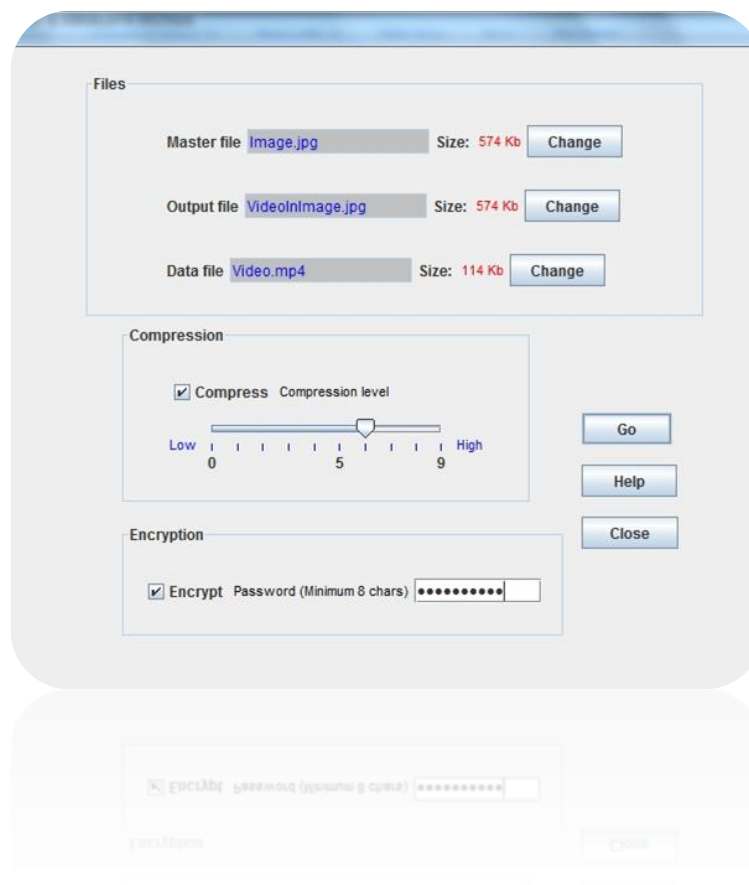 Files
Master file Image.jpg Size: 574 Kb Change
Output file VideoInImage.jpg Size: 574 Kb Change
Data file Video.mp4 Size: 114 Kb Change
Compression
Compress Compression level
Low High
0 5 9
Go
Help
Close
Encryption
Encrypt Password (Minimum 8 chars) ••••••••••